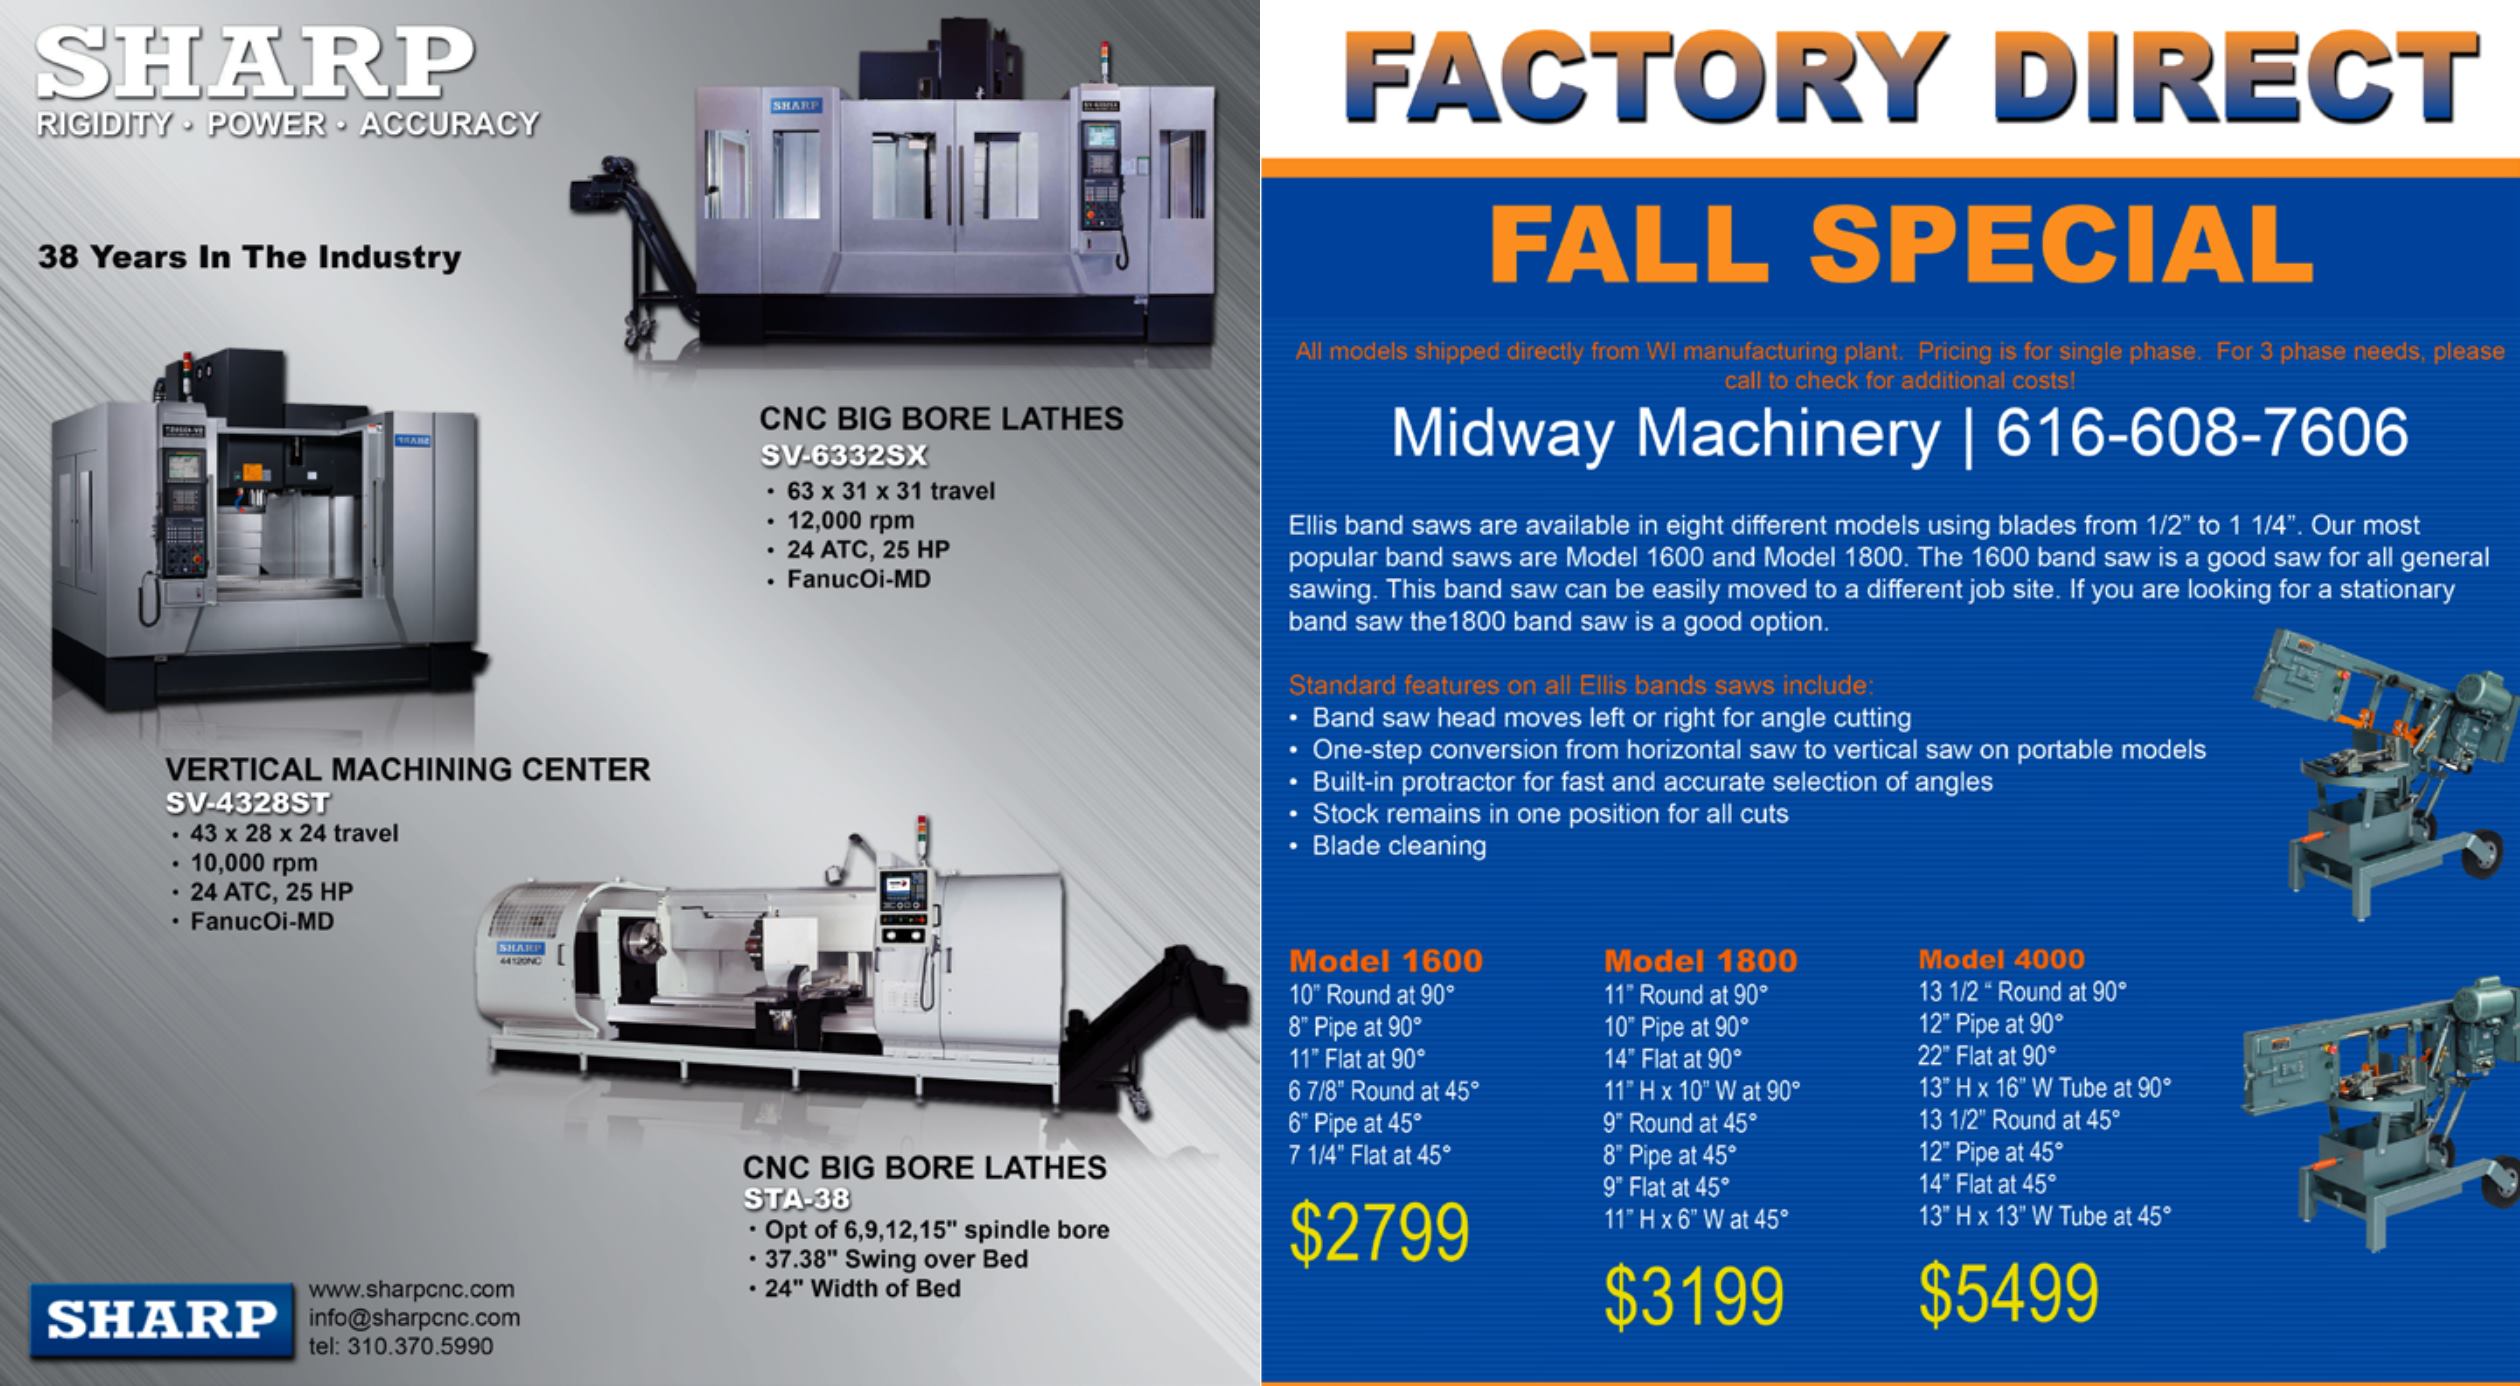 SHARP
RIGIDITY · POWER · ACCURACY
38 Years In The Industry
SHARP
CNC BIG BORE LATHES
SV-6332SX
• 63 x 31 x 31 travel
• 12,000 rpm
• 24 ATC, 25 HP
• FanucOi-MD
VERTICAL MACHINING CENTER
SV-4328ST
• 43 x 28 x 24 travel
• 10,000 rpm
• 24 ATC, 25 HP
• FanucOi-MD
SHARP
44120NC
CNC BIG BORE LATHES
STA-38
• Opt of 6,9,12,15" spindle bore
• 37.38" Swing over Bed
• 24" Width of Bed
SHARP
www.sharpcnc.com
info@sharpcnc.com
tel: 310.370.5990
FACTORY DIRECT
FALL SPECIAL
All models shipped directly from WI manufacturing plant. Pricing is for single phase. For 3 phase needs, please
call to check for additional costs!
Midway Machinery | 616-608-7606
Ellis band saws are available in eight different models using blades from 1/2” to 1 1/4”. Our most
popular band saws are Model 1600 and Model 1800. The 1600 band saw is a good saw for all general
sawing. This band saw can be easily moved to a different job site. If you are looking for a stationary
band saw the1800 band saw is a good option.
Standard features on all Ellis bands saws include:
• Band saw head moves left or right for angle cutting
• One-step conversion from horizontal saw to vertical saw on portable models
• Built-in protractor for fast and accurate selection of angles
• Stock remains in one position for all cuts
• Blade cleaning
Model 1600
10” Round at 90°
8” Pipe at 90°
11” Flat at 90°
6 7/8” Round at 45°
6” Pipe at 45°
7 1/4” Flat at 45°
$2799
Model 1800
11” Round at 90°
10” Pipe at 90°
14” Flat at 90°
11” H x 10” W at 90°
9” Round at 45°
8” Pipe at 45°
9” Flat at 45°
11” H x 6” W at 45°
$3199
Model 4000
13 1/2 “ Round at 90°
12” Pipe at 90°
22” Flat at 90°
13” H x 16” W Tube at 90°
13 1/2” Round at 45°
12” Pipe at 45°
14” Flat at 45°
13” H x 13” W Tube at 45°
$5499